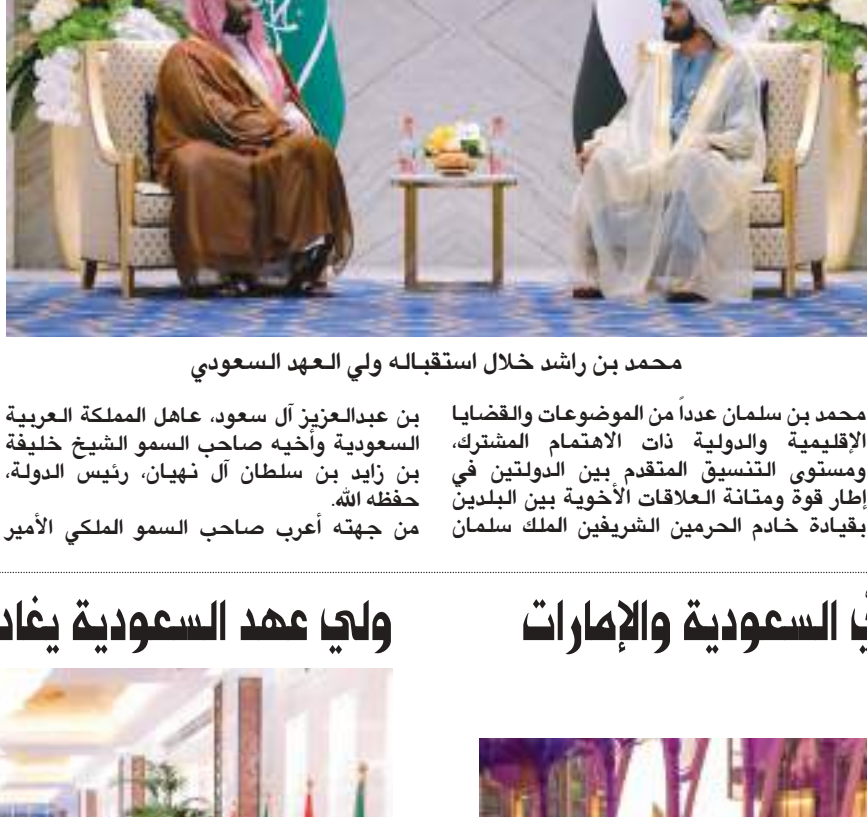 محمد بن راشد خلال استقباله ولي العهد السعودي
محمد بن سلمان عدداً من الموضوعات والقضايا
الإقليمية والدولية ذات الاهتمام المشترك،
ومستوى التنسيق المتقدم بين الدولتين في
إطار قوة ومتانة العلاقات الأخوية بين البلدين
بقيادة خادم الحرمين الشريفين الملك سلمان
بن عبدالعزيز آل سعود، عاهل المملكة العربية
السعودية وأخيه صاحب السمو الشيخ خليفة
بن زايد بن سلطان آل نهيان، رئيس الدولة،
حفظه الله.
من جهته أعرب صاحب السمو الملكي الأمير
السعودية والإمارات
ولي عهد السعودية